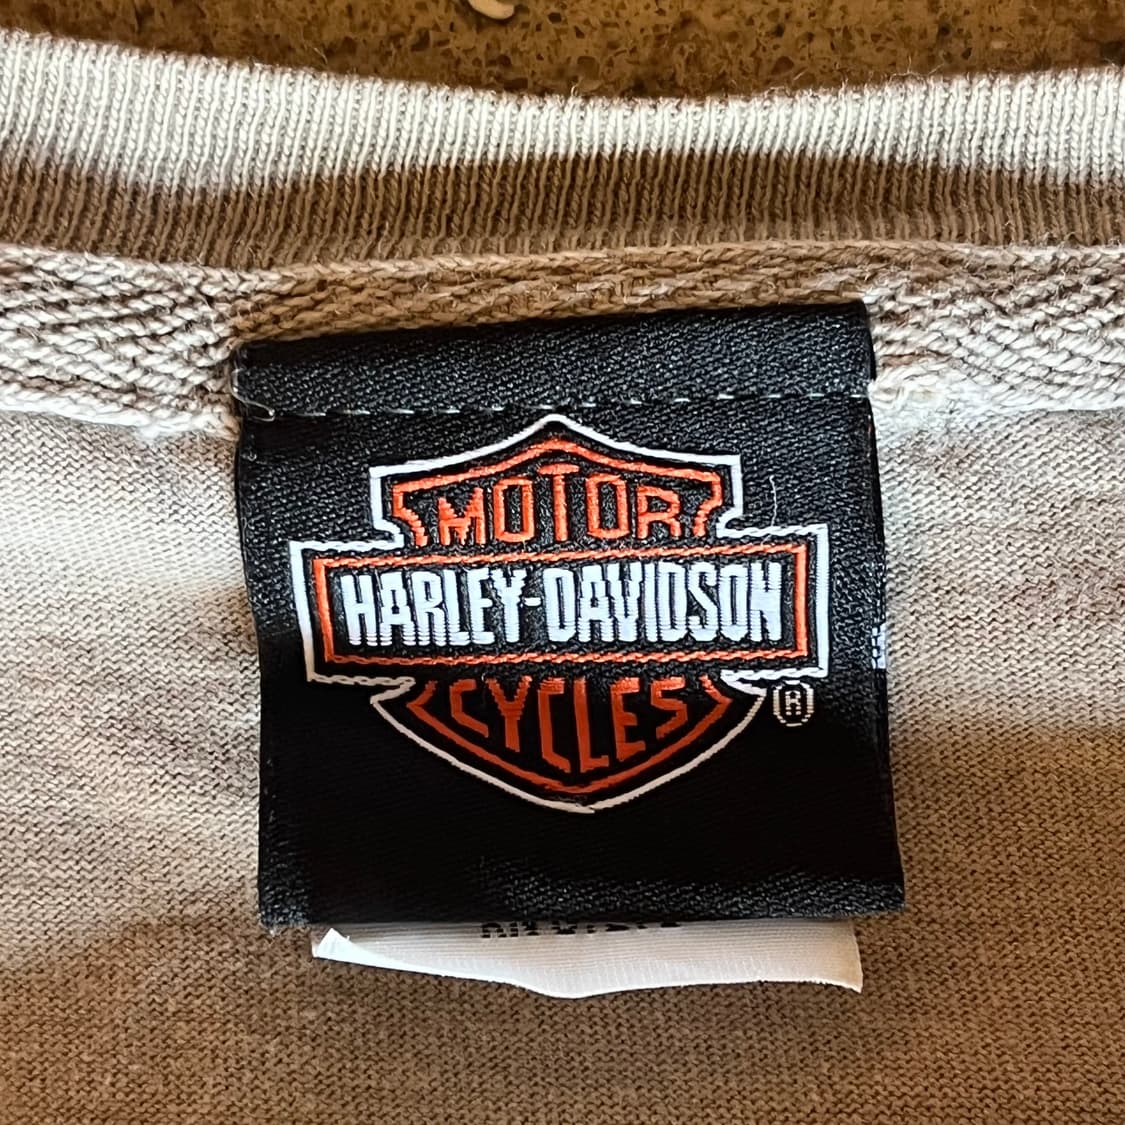 MOTOR
HARLEY-DAVIDSON
CYCLES
®